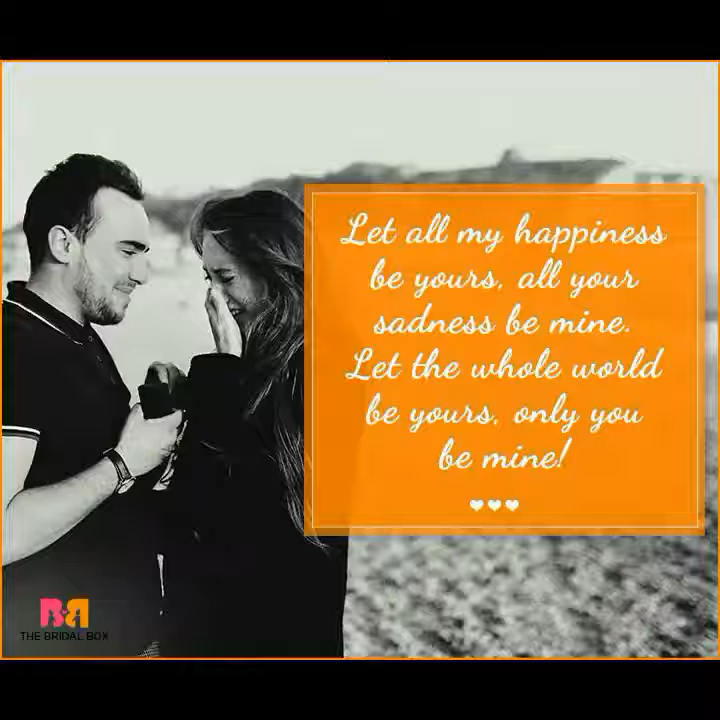 Let all my happiness
be yours, all your
sadness be mine.
Let the whole world
be yours, only you
be mine!
BB
THE BRIDAL BOX